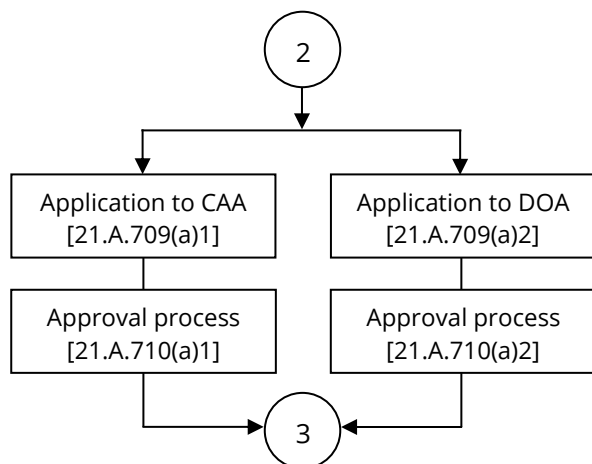 2
Application to CAA
[21.A.709(a)1]
Application to DOA
[21.A.709(a)2]
Approval process
[21.A.710(a)1]
Approval process
[21.A.710(a)2]
3